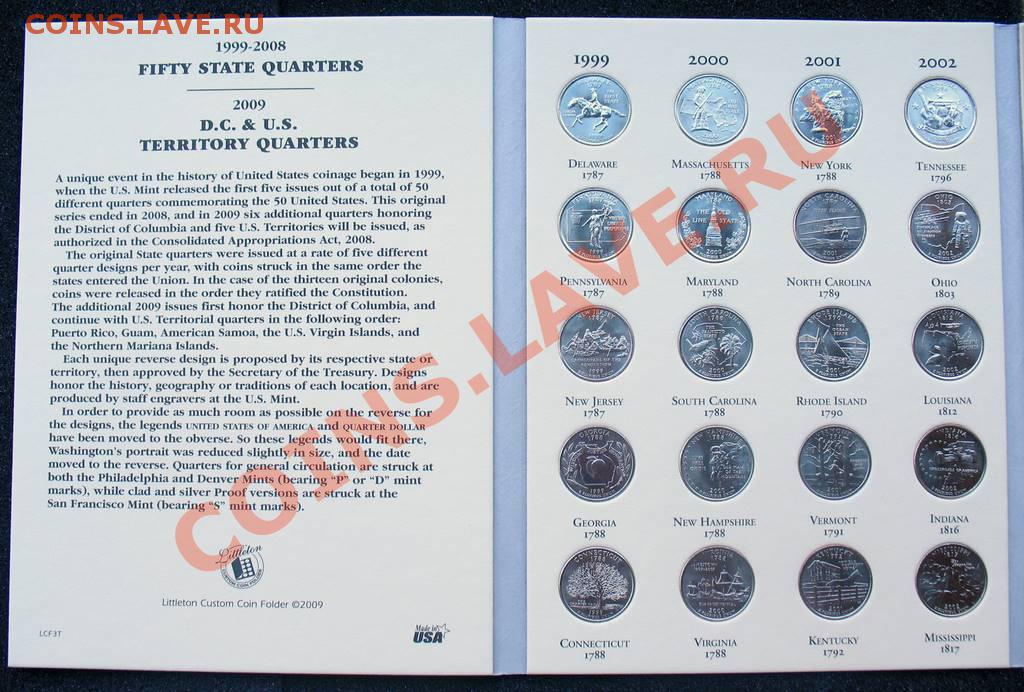 COINS.LAVE.РУ
1999-2008
FIFTY STATE QUARTERS
2009
D.C. & U.S.
TERRITORY QUARTERS
A unique event in the history of United States coinage began in 1999,
when the U.S. Mint released the first five issues out of a total of 50
different quarters commemorating the 50 United States. This original
series ended in 2008, and in 2009 six additional quarters honoring
the District of Columbia and five U.S. Territories will be issued, as
authorized in the Consolidated Appropriations Act, 2008.
The original State quarters were issued at a rate of five different
quarter designs per year, with coins struck in the same order the
states entered the Union. In the case of the thirteen original colonies,
coins were released in the order they ratified the Constitution.
The additional 2009 issues first honor the District of Columbia, and
continue with U.S. Territorial quarters in the following order:
Puerto Rico, Guam, American Samoa, the U.S. Virgin Islands, and
the Northern Mariana Islands.
Each unique reverse design is proposed by its respective state or
territory, then approved by the Secretary of the Treasury. Designs
honor the history, geography or traditions of each location, and are
produced by staff engravers at the U.S. Mint.
In order to provide as much room as possible on the reverse for
the designs, the legends UNITED STATES OF AMERICA and QUARTER DOLLAR
have been moved to the obverse. So these legends would fit there,
Washington's portrait was reduced slightly in size, and the date
moved to the reverse. Quarters for general circulation are struck at
both the Philadelphia and Denver Mints (bearing "P" or "D" mint
marks), while clad and silver Proof versions are struck at the
San Francisco Mint (bearing "S" mint marks).
Littleton
CUSTOM COIN FOLDER
Littleton Custom Coin Folder ©2009
LCF3T
Made in
USA
1999 2000 2001 2002
DELAWARE MASSACHUSETTS NEW YORK TENNESSEE
1787 1788 1788 1796
PENNSYLVANIA MARYLAND NORTH CAROLINA OHIO
1787 1788 1789 1803
NEW JERSEY SOUTH CAROLINA RHODE ISLAND LOUISIANA
1787 1788 1790 1812
GEORGIA NEW HAMPSHIRE VERMONT INDIANA
1788 1788 1791 1816
CONNECTICUT VIRGINIA KENTUCKY MISSISSIPPI
1788 1788 1792 1817
COINS.LAVE.RU